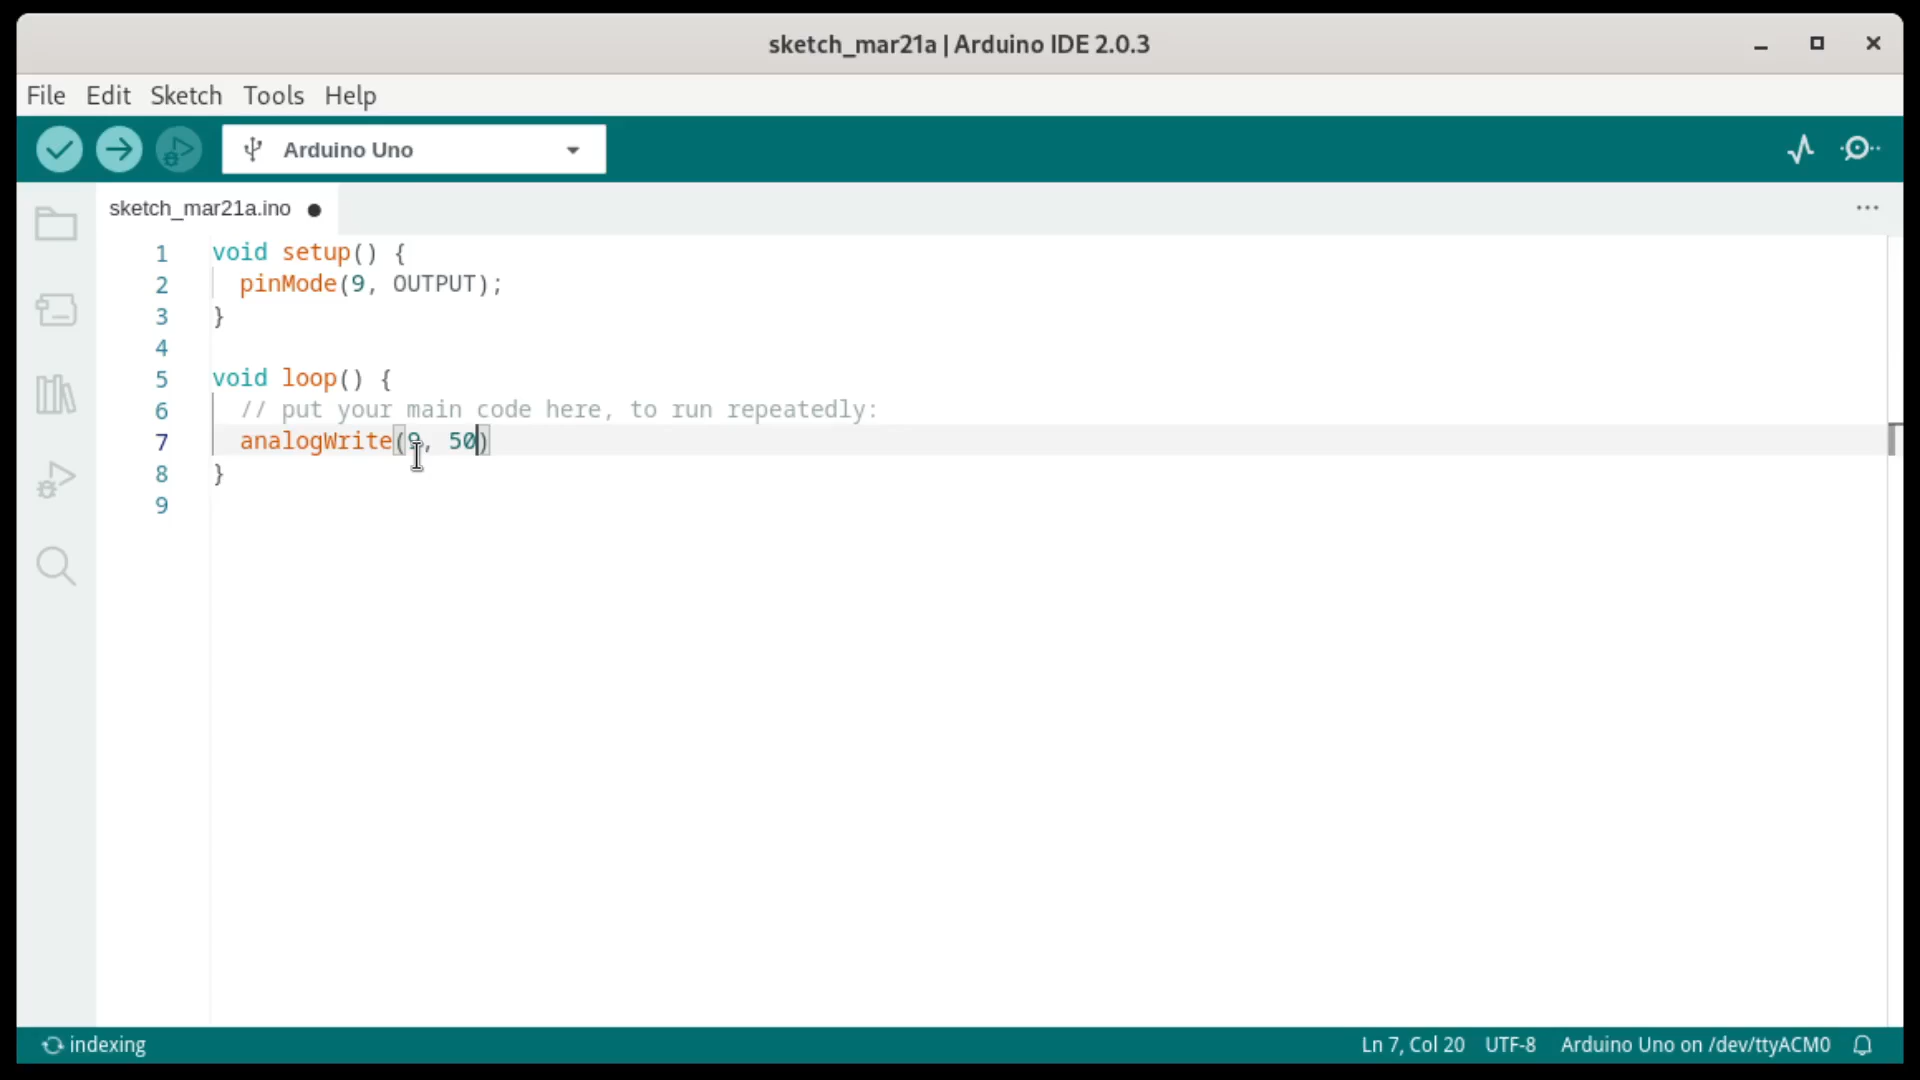 sketch_mar21a | Arduino IDE 2.0.3
File Edit Sketch Tools Help
Arduino Uno
sketch_mar21a.ino
1 void setup() {
2 pinMode(9, OUTPUT);
3 }
4
5 void loop() {
6 // put your main code here, to run repeatedly:
7 analogWrite(9, 50)
8 }
9
indexing Ln 7, Col 20 UTF-8 Arduino Uno on /dev/ttyACM0